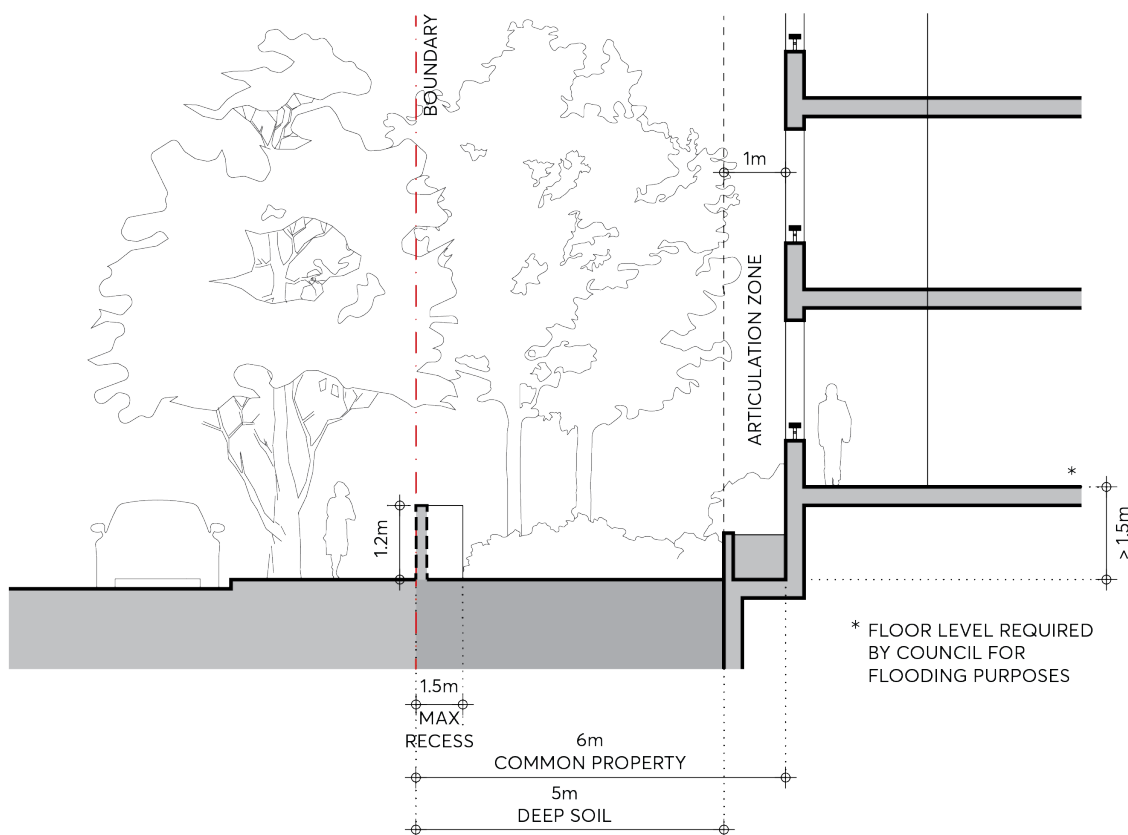 BOUNDARY
1m
ARTICULATION ZONE
*
1.2m
> 1.5m
* FLOOR LEVEL REQUIRED
BY COUNCIL FOR
FLOODING PURPOSES
1.5m
MAX
RECESS
6m
COMMON PROPERTY
5m
DEEP SOIL